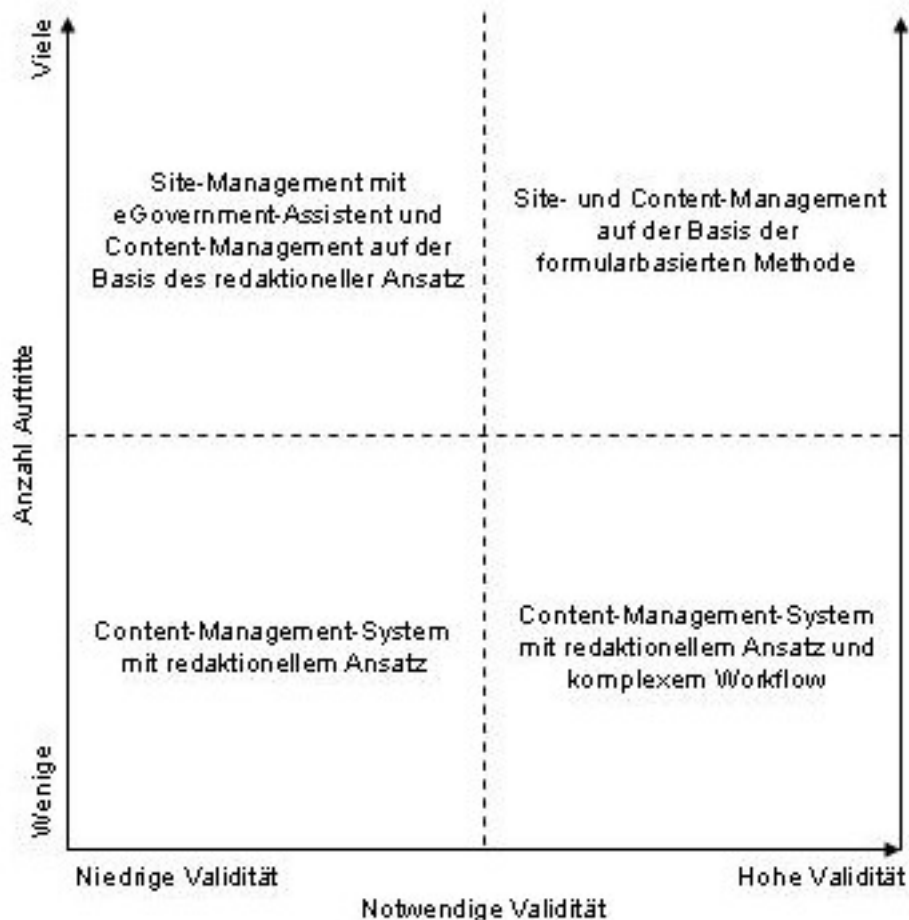 Viele
Site-Management mit
eGovernment-Assistent und
Content-Management auf der
Basis des redaktioneller Ansatz
Site- und Content-Management
auf der Basis der
formularbasierten Methode
Anzahl Auftritte
Content-Management-System
mit redaktionellem Ansatz
Content-Management-System
mit redaktionellem Ansatz und
komplexem Workflow
Wenige
Niedrige Validität
Hohe Validität
Notwendige Validität